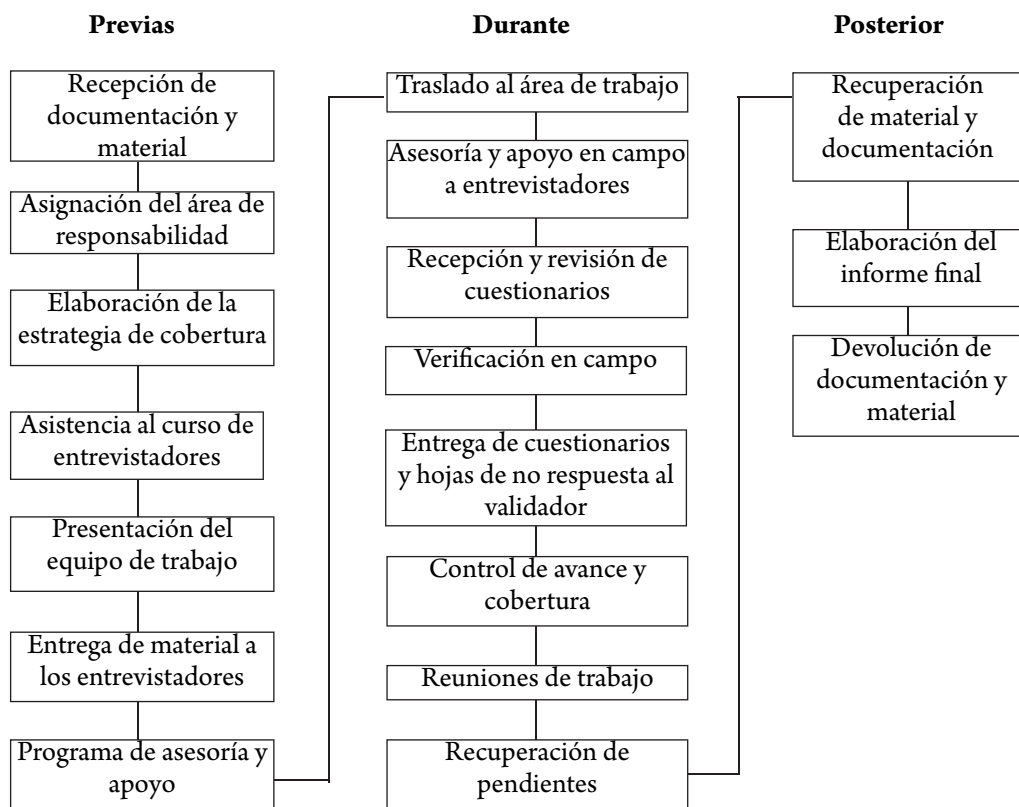 Previas
Recepción de
documentación y
material
Asignación del área de
responsabilidad
Elaboración de la
estrategia de cobertura
Asistencia al curso de
entrevistadores
Presentación del
equipo de trabajo
Entrega de material a
los entrevistadores
Programa de asesoría y
apoyo
Durante
Traslado al área de trabajo
Asesoría y apoyo en campo
a entrevistadores
Recepción y revisión de
cuestionarios
Verificación en campo
Entrega de cuestionarios
y hojas de no respuesta al
validador
Control de avance y
cobertura
Reuniones de trabajo
Recuperación de
pendientes
Posterior
Recuperación
de material y
documentación
Elaboración del
informe final
Devolución de
documentación y
material